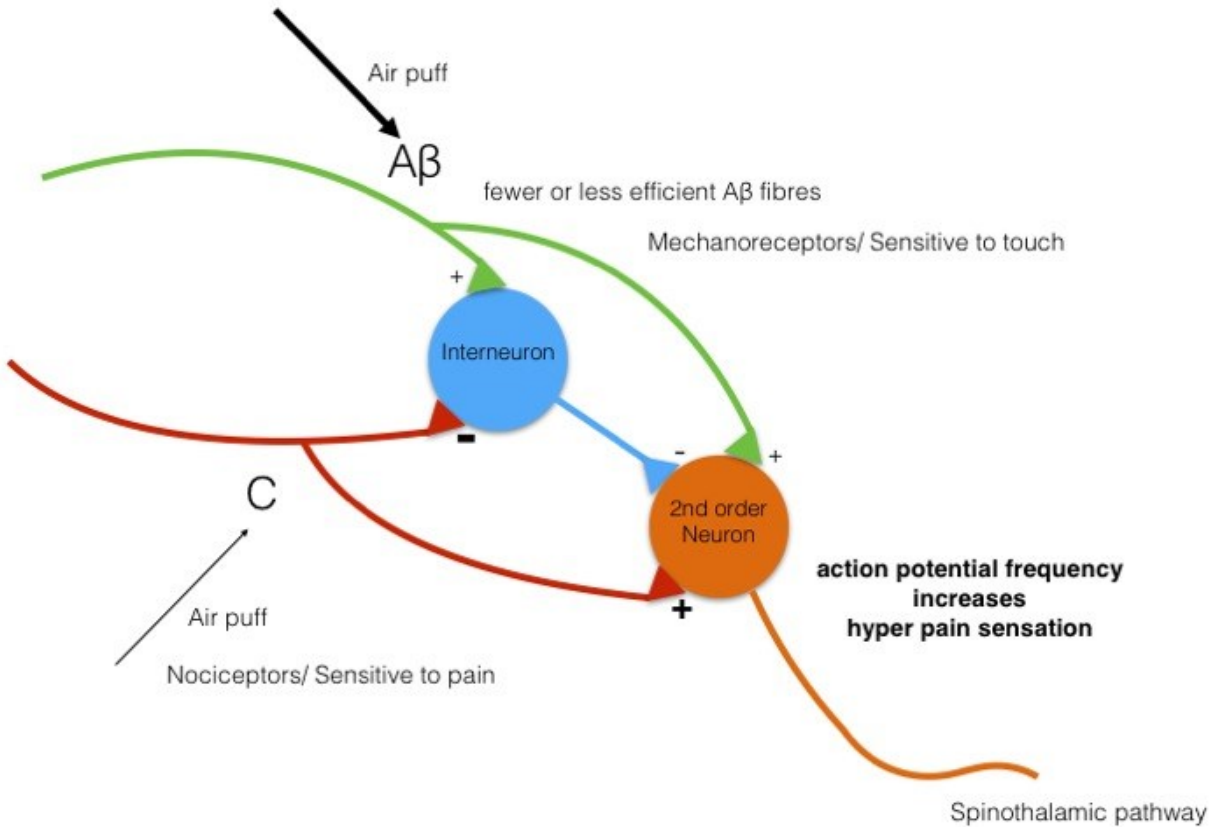 Air puff
Aβ
fewer or less efficient Aβ fibres
Mechanoreceptors/ Sensitive to touch
+
Interneuron
-
-
+
C
2nd order
Neuron
action potential frequency
increases
hyper pain sensation
+
Air puff
Nociceptors/ Sensitive to pain
Spinothalamic pathway